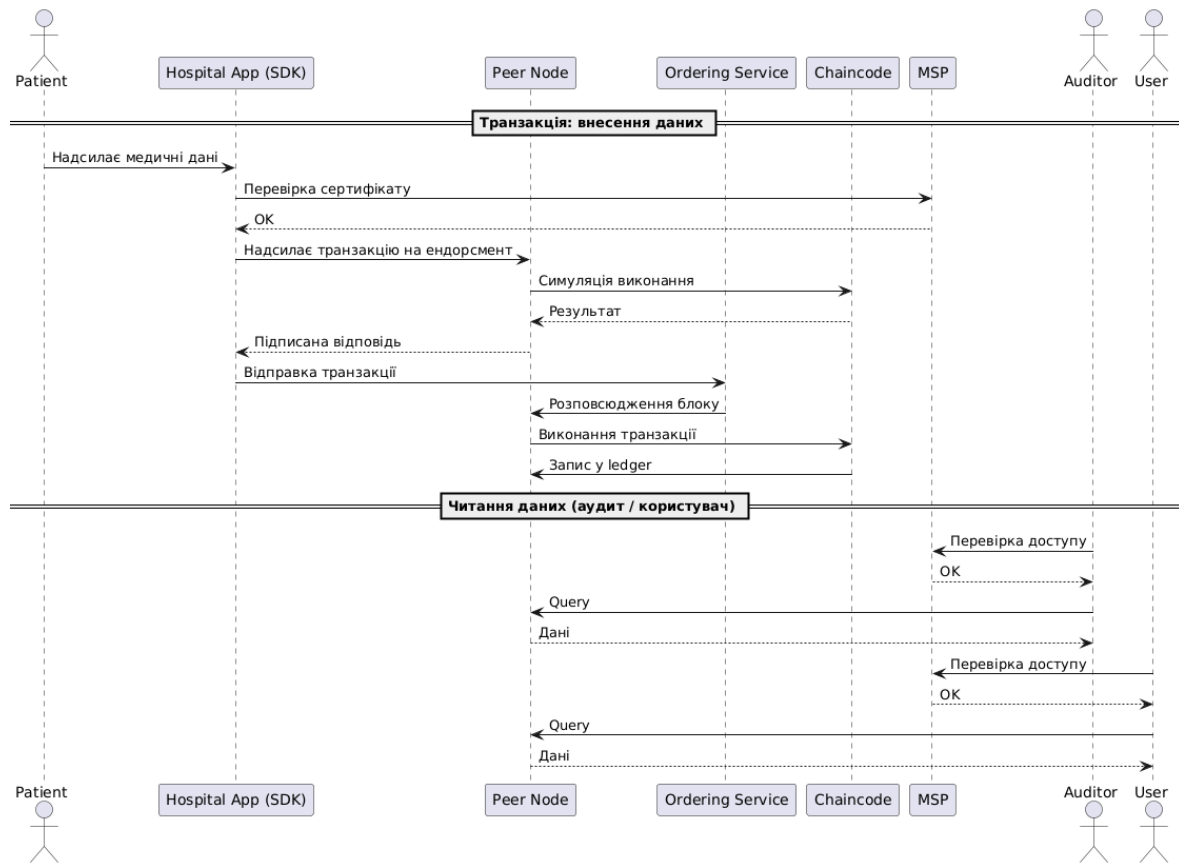 Patient
Hospital App (SDK)
Peer Node
Ordering Service
Chaincode
MSP
Auditor
User
Транзакція: внесення даних
Надсилає медичні дані
Перевірка сертифікату
OK
Надсилає транзакцію на ендорсмент
Симуляція виконання
Результат
Підписана відповідь
Відправка транзакції
Розповсюдження блоку
Виконання транзакції
Запис у ledger
Читання даних (аудит / користувач)
Перевірка доступу
OK
Query
Дані
Перевірка доступу
OK
Query
Дані
Patient
Hospital App (SDK)
Peer Node
Ordering Service
Chaincode
MSP
Auditor
User